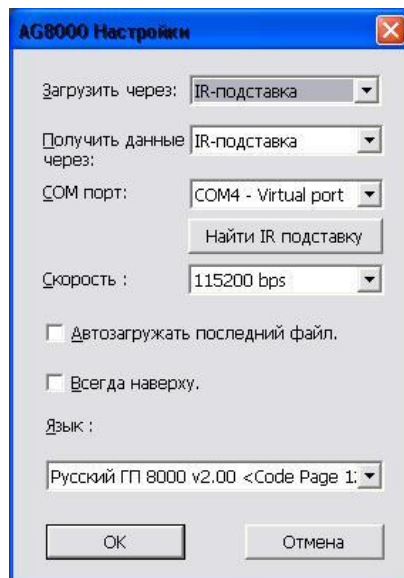 AG8000 Настройки
Загрузить через: IR-подставка
Получить данные через: IR-подставка
COM порт: COM4 - Virtual port
Найти IR подставку
Скорость : 115200 bps
Автозагружать последний файл.
Всегда наверху.
Язык :
Русский ГП 8000 v2.00 <Code Page 1
OK Отмена